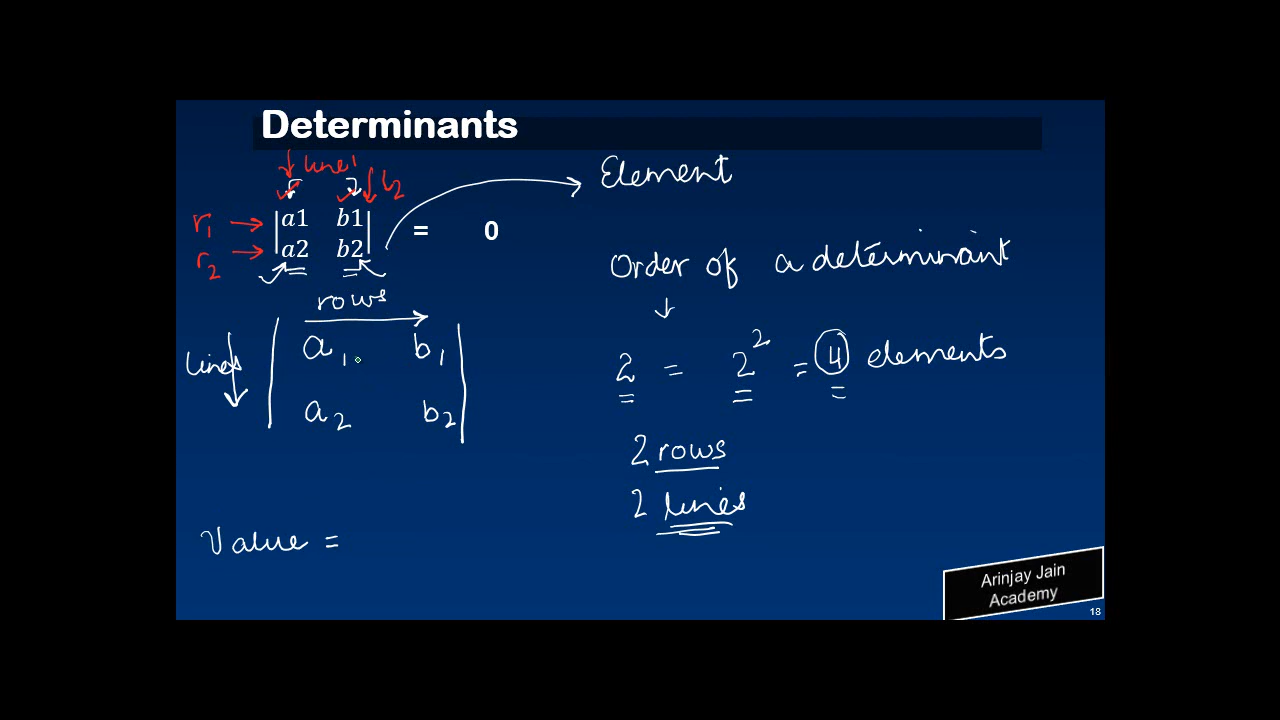 Determinants
line1
l2
r1 → |a1 b1| = 0
r2 → |a2 b2|
Element
Order of a determinant
rows
lines
a1 b1
a2 b2
2 = 2² = 4 elements
2 rows
2 lines
Value =
Arinjay Jain
Academy
18